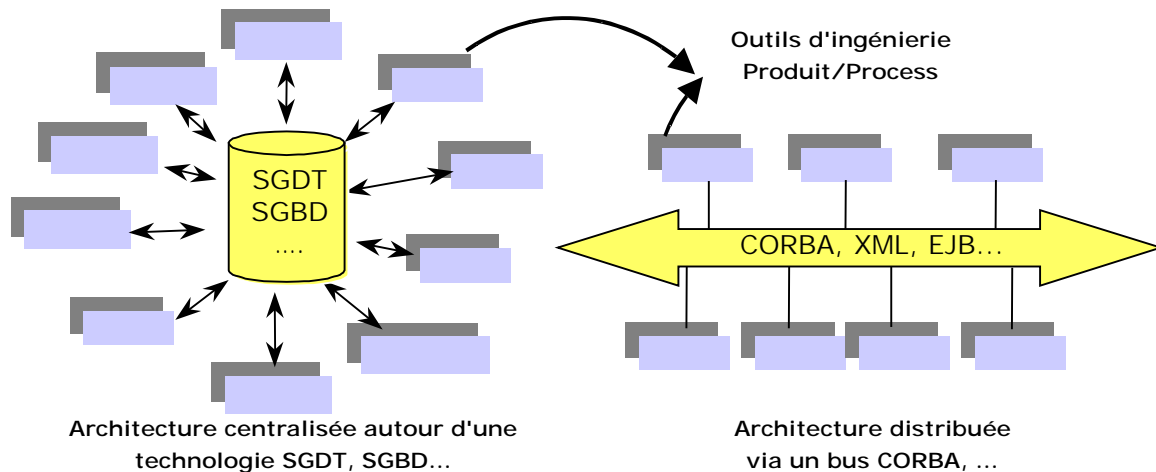 Outils d'ingénierie
Produit/Process
SGDT
SGBD
....
CORBA, XML, EJB...
Architecture centralisée autour d'une
technologie SGDT, SGBD...
Architecture distribuée
via un bus CORBA, ...